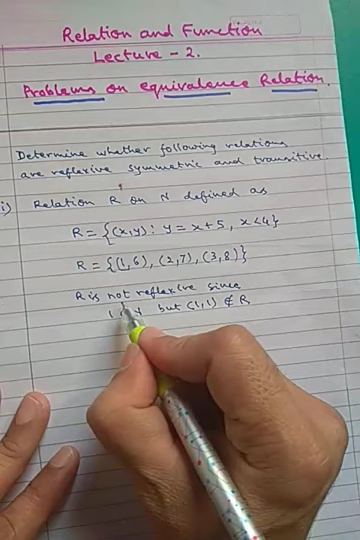 Relation and Function
Lecture - 2.
Problems on equivalence Relation.
Determine whether following relations
are reflexive symmetric and transitive.
i) Relation R on N defined as
R = {(x,y) : y = x+5, x<4}
R = {(1,6), (2,7), (3,8)}
R is not reflexive since
but (1,1) ∉ R